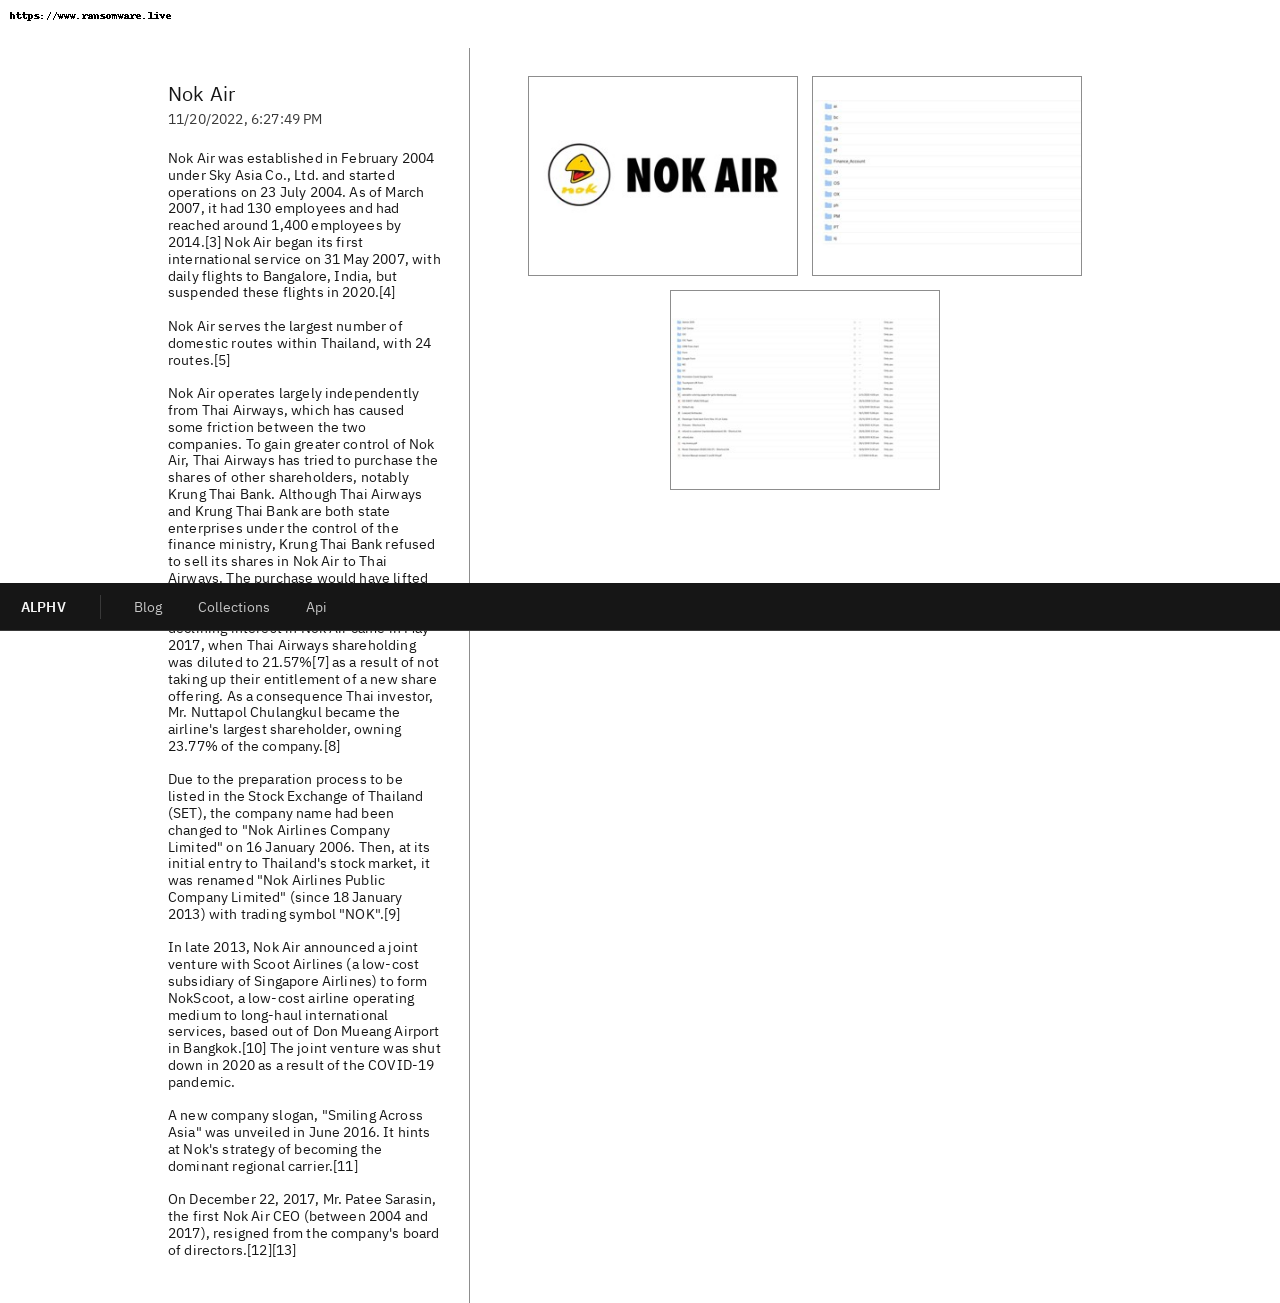 https://www.ransomware.live
Nok Air
11/20/2022, 6:27:49 PM
Nok Air was established in February 2004
under Sky Asia Co., Ltd. and started
operations on 23 July 2004. As of March
2007, it had 130 employees and had
reached around 1,400 employees by
2014.[3] Nok Air began its first
international service on 31 May 2007, with
daily flights to Bangalore, India, but
suspended these flights in 2020.[4]
Nok Air serves the largest number of
domestic routes within Thailand, with 24
routes.[5]
Nok Air operates largely independently
from Thai Airways, which has caused
some friction between the two
companies. To gain greater control of Nok
Air, Thai Airways has tried to purchase the
shares of other shareholders, notably
Krung Thai Bank. Although Thai Airways
and Krung Thai Bank are both state
enterprises under the control of the
finance ministry, Krung Thai Bank refused
to sell its shares in Nok Air to Thai
Airways. The purchase would have lifted
ALPHV
Blog
Collections
Api
declining interest in Nok Air came in May
2017, when Thai Airways shareholding
was diluted to 21.57%[7] as a result of not
taking up their entitlement of a new share
offering. As a consequence Thai investor,
Mr. Nuttapol Chulangkul became the
airline's largest shareholder, owning
23.77% of the company.[8]
Due to the preparation process to be
listed in the Stock Exchange of Thailand
(SET), the company name had been
changed to "Nok Airlines Company
Limited" on 16 January 2006. Then, at its
initial entry to Thailand's stock market, it
was renamed "Nok Airlines Public
Company Limited" (since 18 January
2013) with trading symbol "NOK".[9]
In late 2013, Nok Air announced a joint
venture with Scoot Airlines (a low-cost
subsidiary of Singapore Airlines) to form
NokScoot, a low-cost airline operating
medium to long-haul international
services, based out of Don Mueang Airport
in Bangkok.[10] The joint venture was shut
down in 2020 as a result of the COVID-19
pandemic.
A new company slogan, "Smiling Across
Asia" was unveiled in June 2016. It hints
at Nok's strategy of becoming the
dominant regional carrier.[11]
On December 22, 2017, Mr. Patee Sarasin,
the first Nok Air CEO (between 2004 and
2017), resigned from the company's board
of directors.[12][13]
nok
NOK AIR
Finance_Account